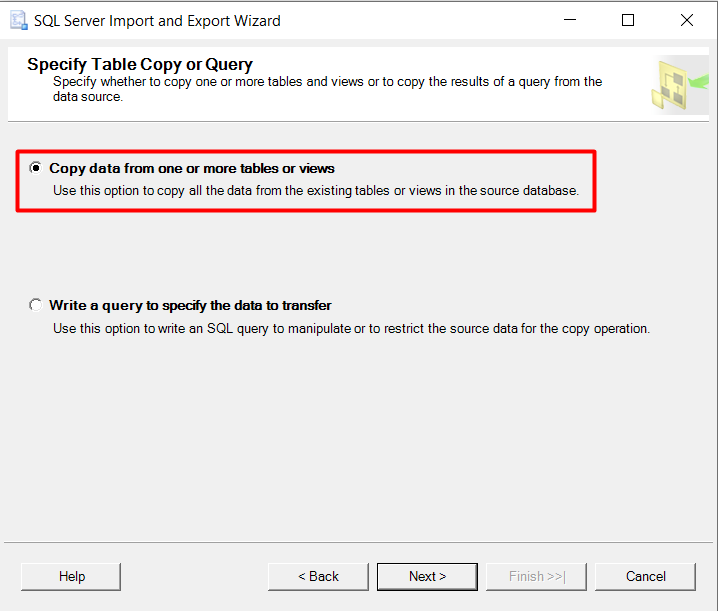 SQL Server Import and Export Wizard
Specify Table Copy or Query
Specify whether to copy one or more tables and views or to copy the results of a query from the
data source.
Copy data from one or more tables or views
Use this option to copy all the data from the existing tables or views in the source database.
Write a query to specify the data to transfer
Use this option to write an SQL query to manipulate or to restrict the source data for the copy operation.
Help
< Back
Next >
Finish >>|
Cancel